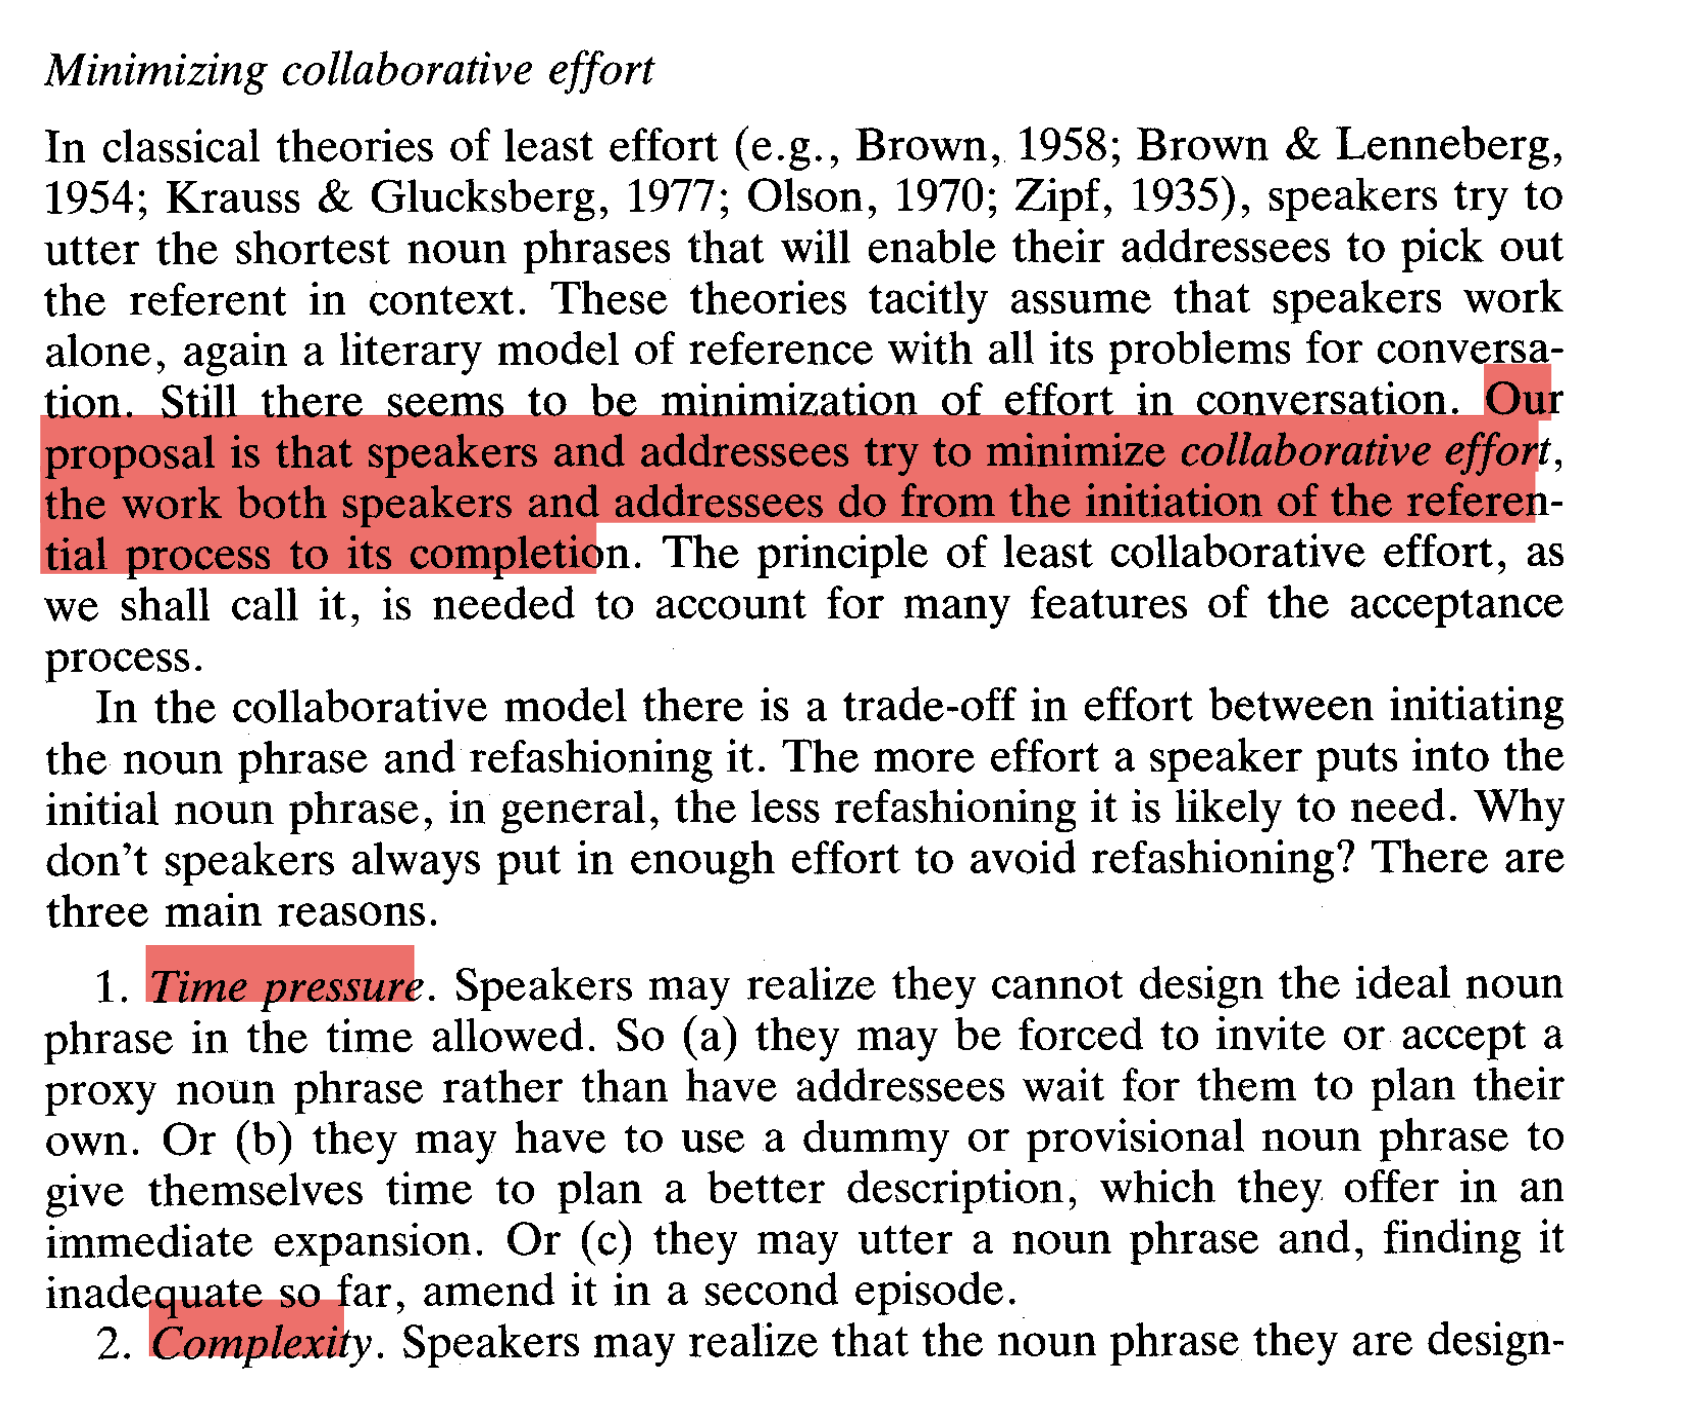 Minimizing collaborative effort
In classical theories of least effort (e.g., Brown, 1958; Brown & Lenneberg,
1954; Krauss & Glucksberg, 1977; Olson, 1970; Zipf, 1935), speakers try to
utter the shortest noun phrases that will enable their addressees to pick out
the referent in context. These theories tacitly assume that speakers work
alone, again a literary model of reference with all its problems for conversa-
tion. Still there seems to be minimization of effort in conversation. Our
proposal is that speakers and addressees try to minimize collaborative effort,
the work both speakers and addressees do from the initiation of the referen-
tial process to its completion. The principle of least collaborative effort, as
we shall call it, is needed to account for many features of the acceptance
process.
In the collaborative model there is a trade-off in effort between initiating
the noun phrase and refashioning it. The more effort a speaker puts into the
initial noun phrase, in general, the less refashioning it is likely to need. Why
don't speakers always put in enough effort to avoid refashioning? There are
three main reasons.
1. Time pressure. Speakers may realize they cannot design the ideal noun
phrase in the time allowed. So (a) they may be forced to invite or accept a
proxy noun phrase rather than have addressees wait for them to plan their
own. Or (b) they may have to use a dummy or provisional noun phrase to
give themselves time to plan a better description, which they offer in an
immediate expansion. Or (c) they may utter a noun phrase and, finding it
inadequate so far, amend it in a second episode.
2. Complexity. Speakers may realize that the noun phrase they are design-